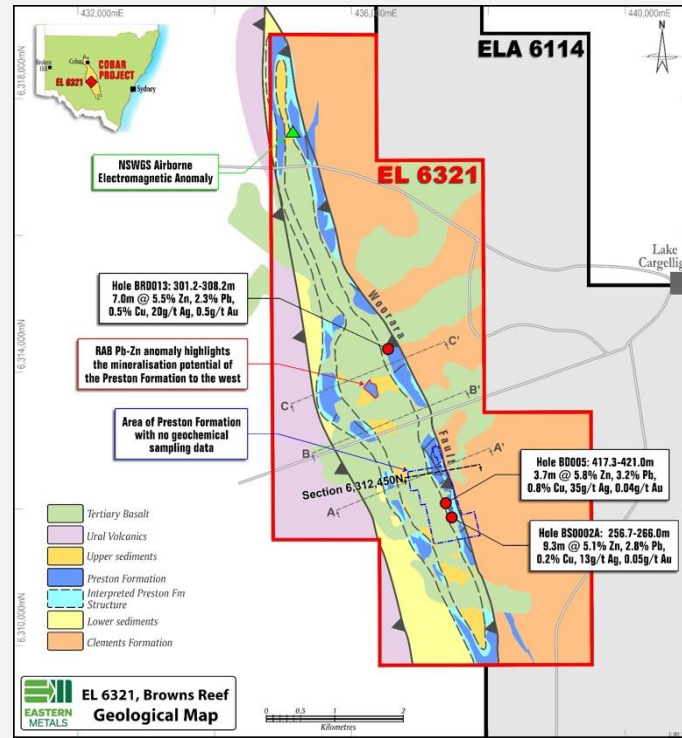 432,000mE
436,000mE
440,000mE
6,318,000mN
6,314,000mN
6,310,000mN
N
ELA 6114
EL 6321
Broken
Hill
Cobar
COBAR
PROJECT
EL 6321
Sydney
NSWGS Airborne
Electromagnetic Anomaly
Lake
Cargellig
Hole BRD013: 301.2-308.2m
7.0m @ 5.5% Zn, 2.3% Pb,
0.5% Cu, 20g/t Ag, 0.5g/t Au
Woorara
Fault
C'
C
RAB Pb-Zn anomaly highlights
the mineralisation potential of
the Preston Formation to the west
B'
B
Area of Preston Formation
with no geochemical
sampling data
A'
A
Section 6,312,450N
Hole BD005: 417.3-421.0m
3.7m @ 5.8% Zn, 3.2% Pb,
0.8% Cu, 35g/t Ag, 0.04g/t Au
Hole BS0002A: 256.7-266.0m
9.3m @ 5.1% Zn, 2.8% Pb,
0.2% Cu, 13g/t Ag, 0.05g/t Au
Tertiary Basalt
Ural Volcanics
Upper sediments
Preston Formation
Interpreted Preston Fm
Structure
Lower sediments
Clements Formation
EASTERN
METALS
EL 6321, Browns Reef
Geological Map
0 0.5 1 2
Kilometres